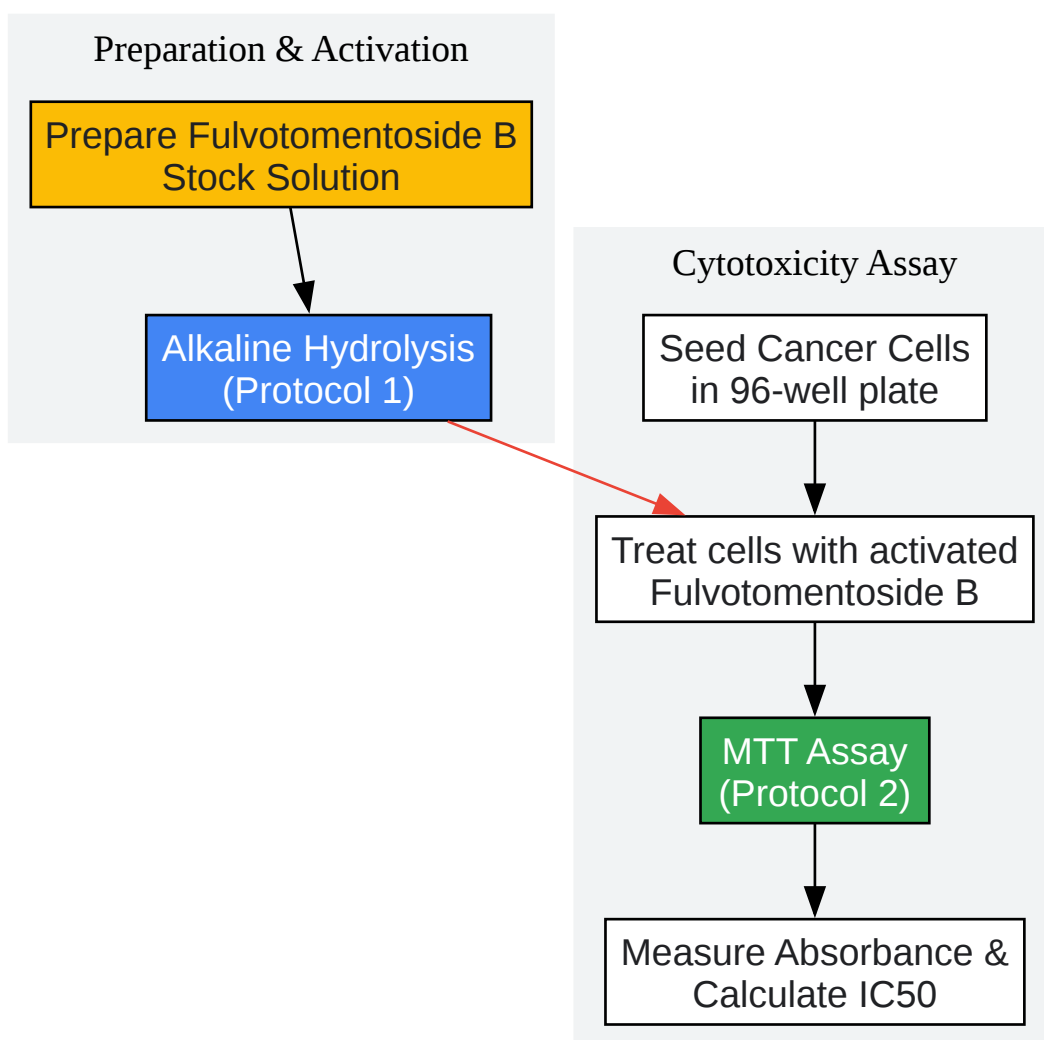 Preparation & Activation
Prepare Fulvotomentoside B
Stock Solution
Alkaline Hydrolysis
(Protocol 1)
Cytotoxicity Assay
Seed Cancer Cells
in 96-well plate
Treat cells with activated
Fulvotomentoside B
MTT Assay
(Protocol 2)
Measure Absorbance &
Calculate IC50